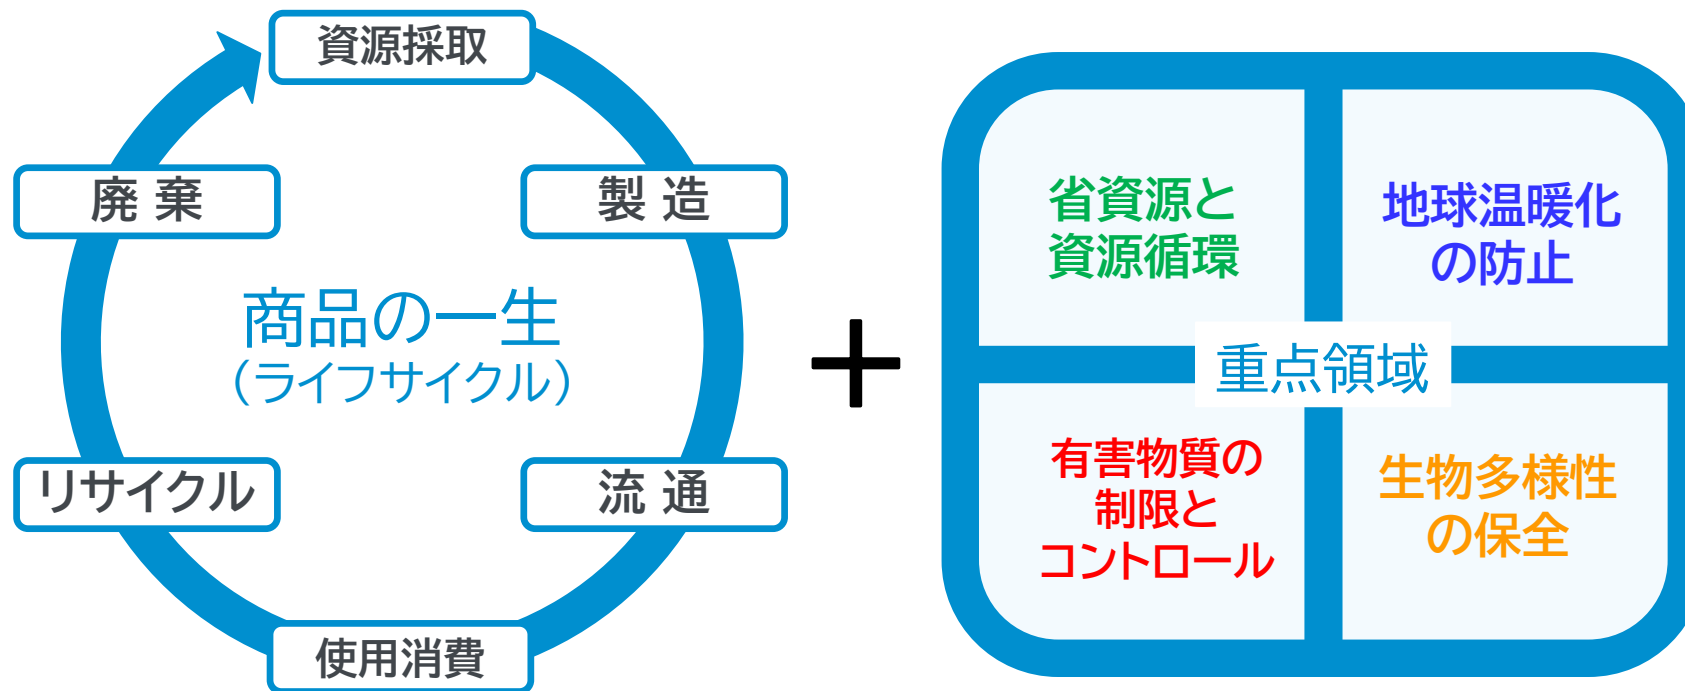 資源採取
製 造
流 通
使用消費
リサイクル
廃 棄
商品の一生
（ライフサイクル）
＋
省資源と
資源循環
地球温暖化
の防止
重点領域
有害物質の
制限と
コントロール
生物多様性
の保全